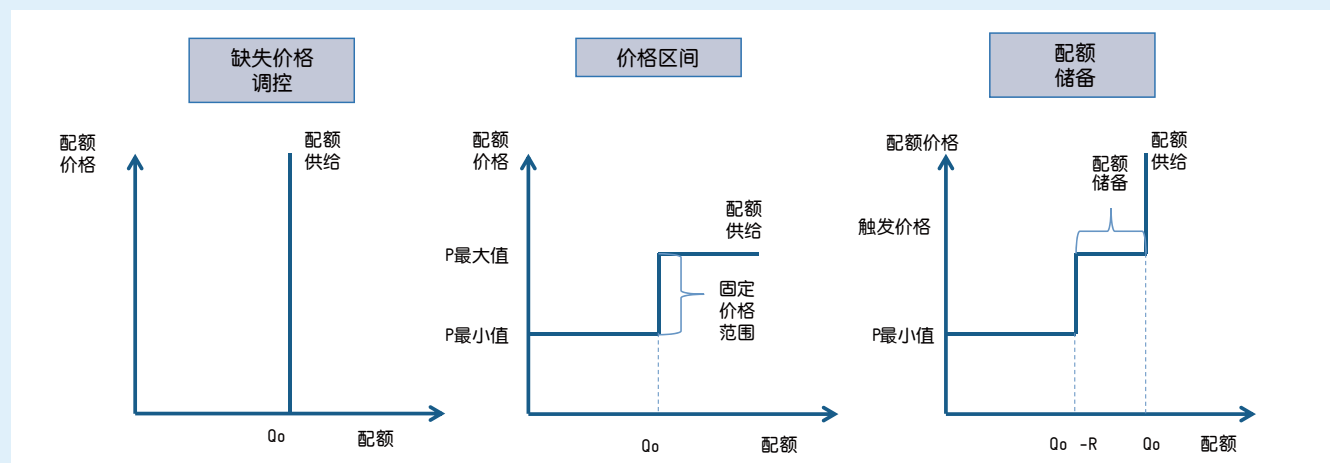 缺失价格
调控
配额
价格
配额
供给
Qo
配额
价格区间
配额
价格
配额
供给
P最大值
固定
价格
范围
P最小值
Qo
配额
配额
储备
配额价格
配额
供给
配额
储备
触发价格
P最小值
Qo -R
Qo
配额